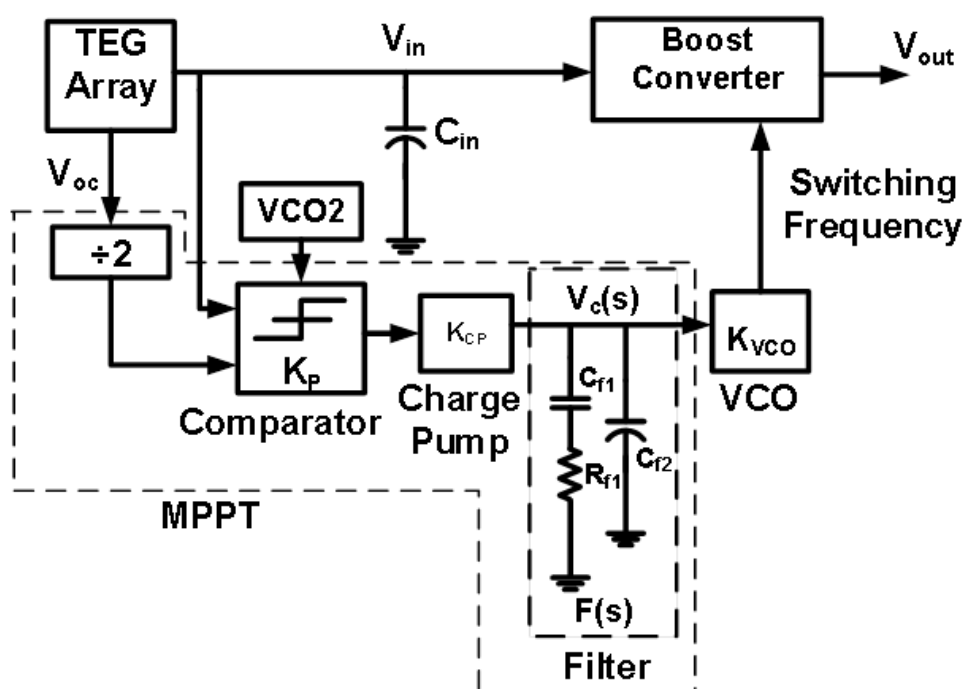 TEG
Array
V_in
Boost
Converter
V_out
C_in
V_oc
VCO2
Switching
Frequency
÷2
V_c(s)
K_P
K_CP
K_VCO
Comparator
Charge
Pump
C_f1
R_f1
C_f2
VCO
MPPT
F(s)
Filter